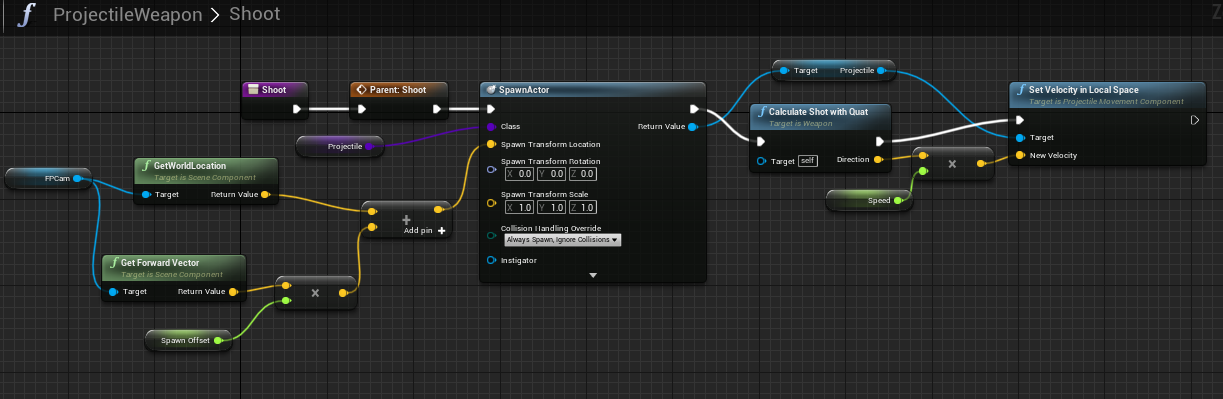 ProjectileWeapon > Shoot
Shoot
Parent: Shoot
SpawnActor
Class
Return Value
Spawn Transform Location
Spawn Transform Rotation
X 0.0 Y 0.0 Z 0.0
Spawn Transform Scale
X 1.0 Y 1.0 Z 1.0
Collision Handling Override
Always Spawn, Ignore Collisions
Instigator
Projectile
FPCam
GetWorldLocation
Target is Scene Component
Target
Return Value
Add pin +
Get Forward Vector
Target is Scene Component
Target
Return Value
Spawn Offset
Target
Projectile
Calculate Shot with Quat
Target is Weapon
Target self
Direction
Speed
Set Velocity in Local Space
Target is Projectile Movement Component
Target
New Velocity